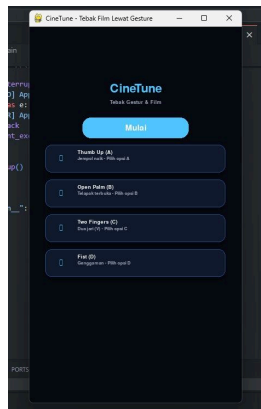 CineTune - Tebak Film Lewat Gesture
CineTune
Tebak Gestur & Film
Mulai
Thumb Up (A)
Jempol naik - Pilih opsi A
Open Palm (B)
Telapak terbuka - Pilih opsi B
Two Fingers (C)
Dua jari (V) - Pilih opsi C
Fist (D)
Genggaman - Pilih opsi D
PORTS